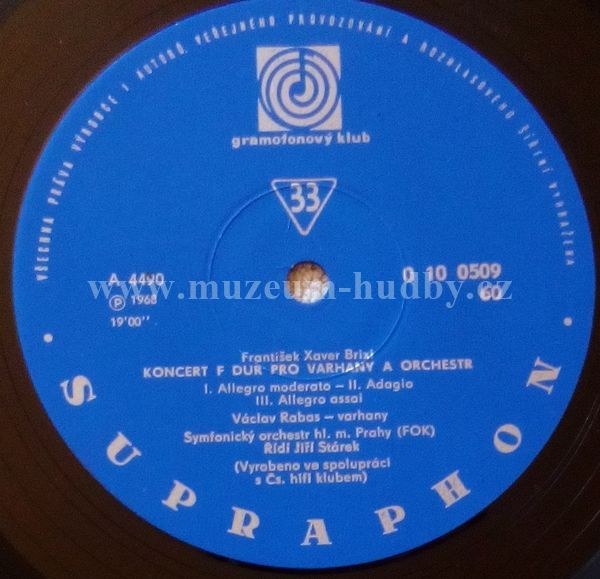 VŠECHNA PRÁVA VÝROBCE I AUTORŮ, VEŘEJNÉHO PROVOZOVÁNÍ A ROZHLASOVÉHO ŠÍŘENÍ VYHRAŽENA
gramofonový klub
33
A 4490
Ⓟ 1968
19'00''
0 10 0509
GO
www.muzeum-hudby.cz
František Xaver Brixi
KONCERT F DUR PRO VARHANY A ORCHESTR
I. Allegro moderato – II. Adagio
III. Allegro assai
Václav Rabas – varhany
Symfonický orchestr hl. m. Prahy (FOK)
Řídí Jiří Stárek
(Vyrobeno ve spolupráci
s Čs. hifi klubem)
SUPRAPHON